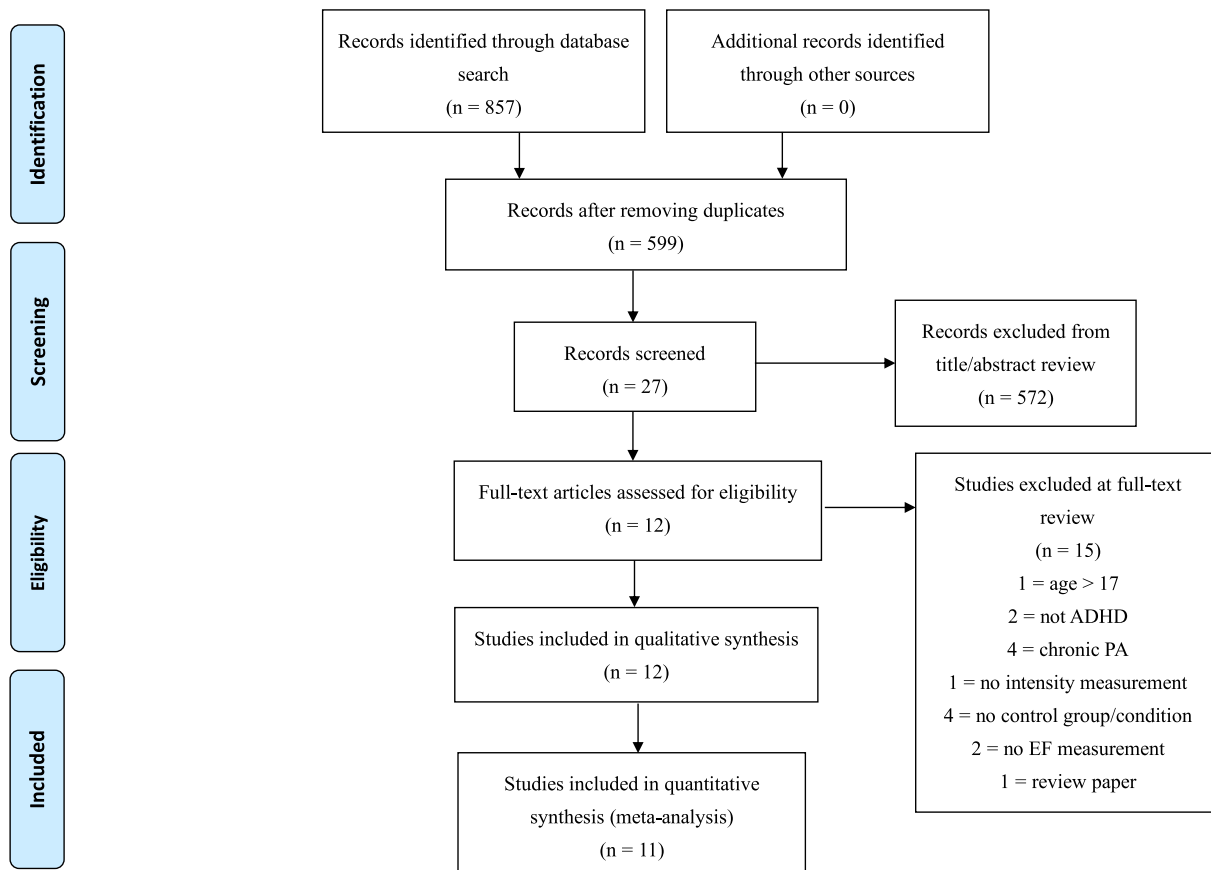 Identification
Records identified through database
search
(n = 857)
Additional records identified
through other sources
(n = 0)
Records after removing duplicates
(n = 599)
Screening
Records screened
(n = 27)
Records excluded from
title/abstract review
(n = 572)
Eligibility
Full-text articles assessed for eligibility
(n = 12)
Studies excluded at full-text
review
(n = 15)
1 = age > 17
2 = not ADHD
4 = chronic PA
1 = no intensity measurement
4 = no control group/condition
2 = no EF measurement
1 = review paper
Studies included in qualitative synthesis
(n = 12)
Included
Studies included in quantitative
synthesis (meta-analysis)
(n = 11)